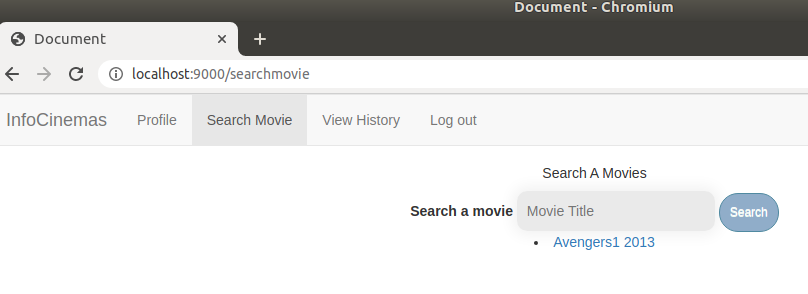 Document - Chromium
Document
localhost:9000/searchmovie
InfoCinemas Profile Search Movie View History Log out
Search A Movies
Search a movie Movie Title Search
Avengers1 2013